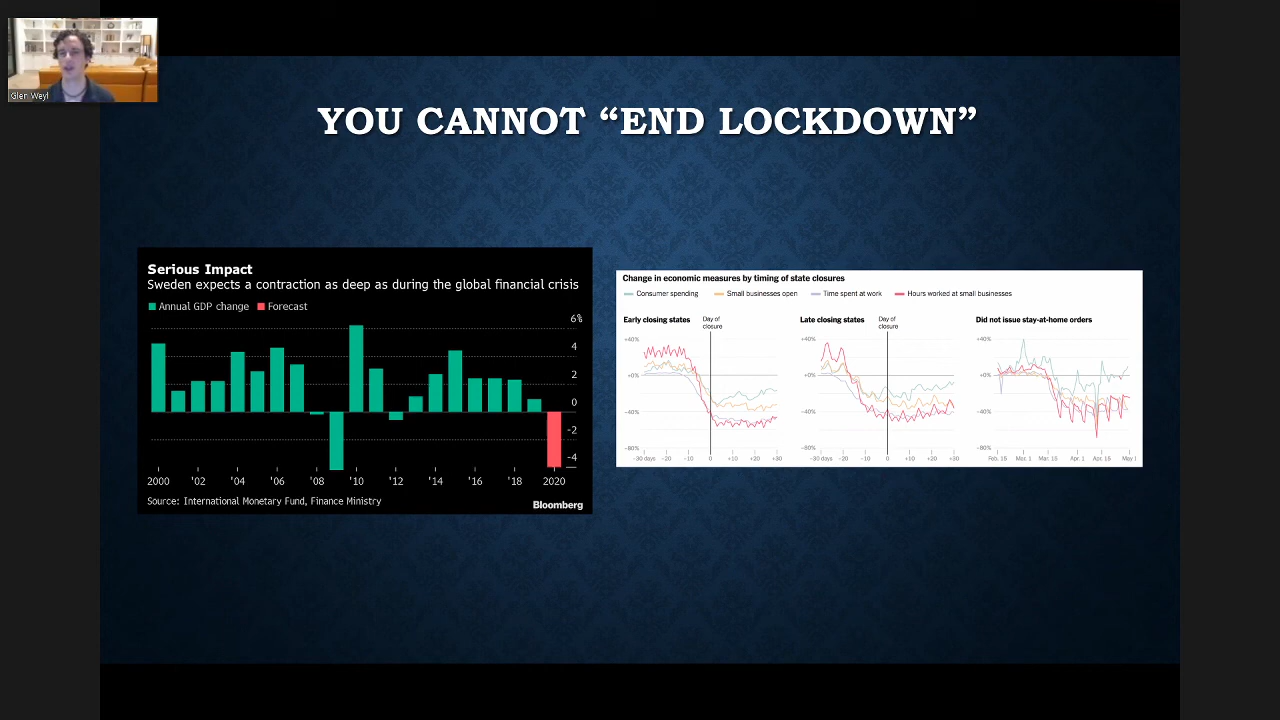 Glen Weyl
YOU CANNOT “END LOCKDOWN”
Serious Impact
Sweden expects a contraction as deep as during the global financial crisis
Annual GDP change Forecast
6%
4
2
0
-2
-4
2000 '02 '04 '06 '08 '10 '12 '14 '16 '18 2020
Source: International Monetary Fund, Finance Ministry
Bloomberg
Change in economic measures by timing of state closures
Consumer spending Small businesses open Time spent at work Hours worked at small businesses
Early closing states
Day of
closure
+40%
+0%
−40%
−80%
−30 days −20 −10 0 +10 +20 +30
Late closing states
Day of
closure
+40%
+0%
−40%
−80%
−30 days −20 −10 0 +10 +20 +30
Did not issue stay-at-home orders
+40%
+0%
−40%
−80%
Feb. 15 Mar. 1 Mar. 15 Apr. 1 Apr. 15 May 1